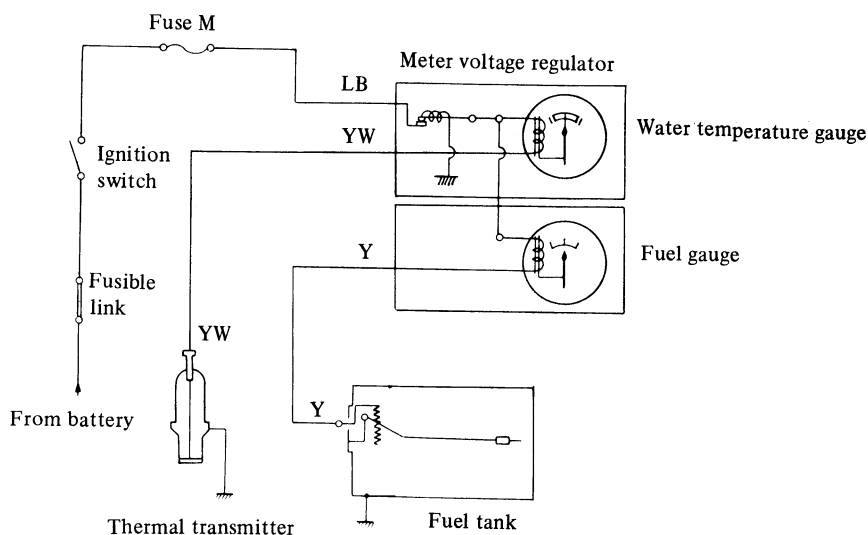 Fuse M
Meter voltage regulator
LB
Water temperature gauge
YW
Ignition
switch
Y
Fuel gauge
Fusible
link
YW
From battery
Y
Thermal transmitter
Fuel tank